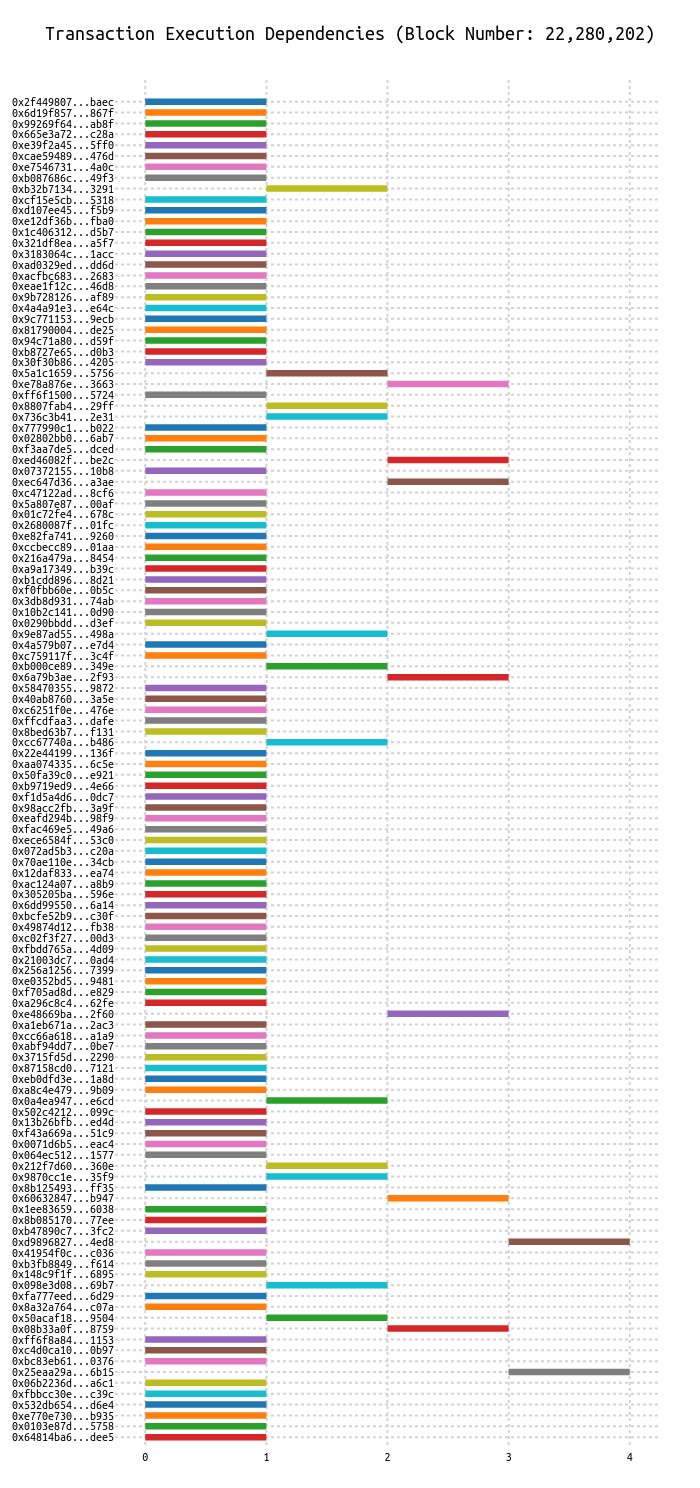 Transaction Execution Dependencies (Block Number: 22,280,202)
0x2f449807...baec
0x6d19f857...867f
0x99269f64...ab8f
0x665e3a72...c28a
0xe39f2a45...5ff0
0xcae59489...476d
0xe7546731...4a0c
0xb087686c...49f3
0xb32b7134...3291
0xcf15e5cb...5318
0xd107ee45...f5b9
0xe12df36b...fba0
0x1c406312...d5b7
0x321df8ea...a5f7
0x3183064c...1acc
0xad0329ed...dd6d
0xacfbc683...2683
0xeae1f12c...46d8
0x9b728126...af89
0x4a4a91e3...e64c
0x9c771153...9ecb
0x81790004...de25
0x94c71a80...d59f
0xb8727e65...d0b3
0x30f30b86...4205
0x5a1c1659...5756
0xe78a876e...3663
0xff6f1500...5724
0x8807fab4...29ff
0x736c3b41...2e31
0x777990c1...b022
0x02802bb0...6ab7
0xf3aa7de5...dced
0xed46082f...be2c
0x07372155...10b8
0xec647d36...a3ae
0xc47122ad...8cf6
0x5a807e87...00af
0x01c72fe4...678c
0x2680087f...01fc
0xe82fa741...9260
0xccbecc89...01aa
0x216a479a...8454
0xa9a17349...b39c
0xb1cdd896...8d21
0xf0fbb60e...0b5c
0x3db8d931...74ab
0x10b2c141...0d90
0x0290bbdd...d3ef
0x9e87ad55...498a
0x4a579b07...e7d4
0xc759117f...3c4f
0xb000ce89...349e
0x6a79b3ae...2f93
0x58470355...9872
0x40ab8760...3a5e
0xc6251f0e...476e
0xffcdfaa3...dafe
0x8bed63b7...f131
0xcc67740a...b486
0x22e44199...136f
0xaa074335...6c5e
0x50fa39c0...e921
0xb9719ed9...4e66
0xf1d5a4d6...0dc7
0x98acc2fb...3a9f
0xeafd294b...98f9
0xfac469e5...49a6
0xece6584f...53c0
0x072ad5b3...c20a
0x70ae110e...34cb
0x12daf833...ea74
0xac124a07...a8b9
0x305205ba...596e
0x6dd99550...6a14
0xbcfe52b9...c30f
0x49874d12...fb38
0xc02f3f27...00d3
0xfbdd765a...4d09
0x21003dc7...0ad4
0x256a1256...7399
0xe0352bd5...9481
0xf705ad8d...e829
0xa296c8c4...62fe
0xe48669ba...2f60
0xa1eb671a...2ac3
0xcc66a618...a1a9
0xabf94dd7...0be7
0x3715fd5d...2290
0x87158cd0...7121
0xeb0dfd3e...1a8d
0xa8c4e479...9b09
0x0a4ea947...e6cd
0x502c4212...099c
0x13b26bfb...ed4d
0xf43a669a...51c9
0x0071d6b5...eac4
0x064ec512...1577
0x212f7d60...360e
0x9870cc1e...35f9
0x8b125493...ff35
0x60632847...b947
0x1ee83659...6038
0x8b085170...77ee
0xb47890c7...3fc2
0xd9896827...4ed8
0x41954f0c...c036
0xb3fb8849...f614
0x148c9f1f...6895
0x098e3d08...69b7
0xfa777eed...6d29
0x8a32a764...c07a
0x50acaf18...9504
0x08b33a0f...8759
0xff6f8a84...1153
0xc4d0ca10...0b97
0xbc83eb61...0376
0x25eaa29a...6b15
0x06b2236d...a6c1
0xfbbcc30e...c39c
0x532db654...d6e4
0xe770e730...b935
0x0103e87d...5758
0x64814ba6...dee5
0 1 2 3 4